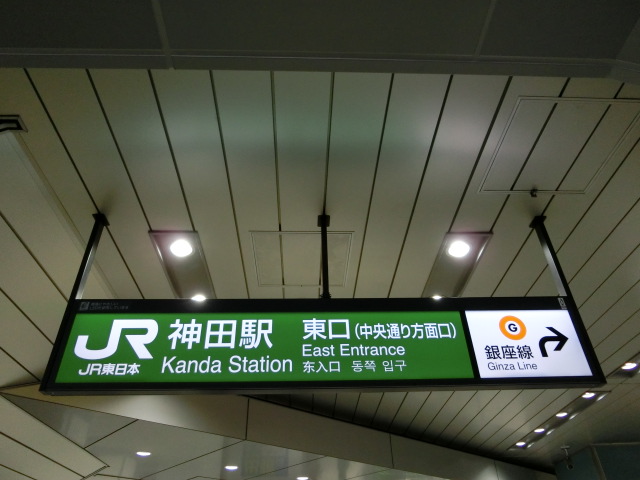 JR
JR東日本
神田駅
Kanda Station
東口(中央通り方面口)
East Entrance
东入口 동쪽 입구
G
銀座線
Ginza Line